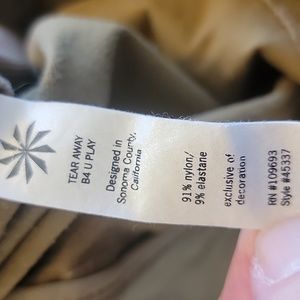 TEAR AWAY
B4 U PLAY
Designed in
Sonoma County,
California
91% nylon/
9% elastane
exclusive of
decoration
RN #109693
Style #45337